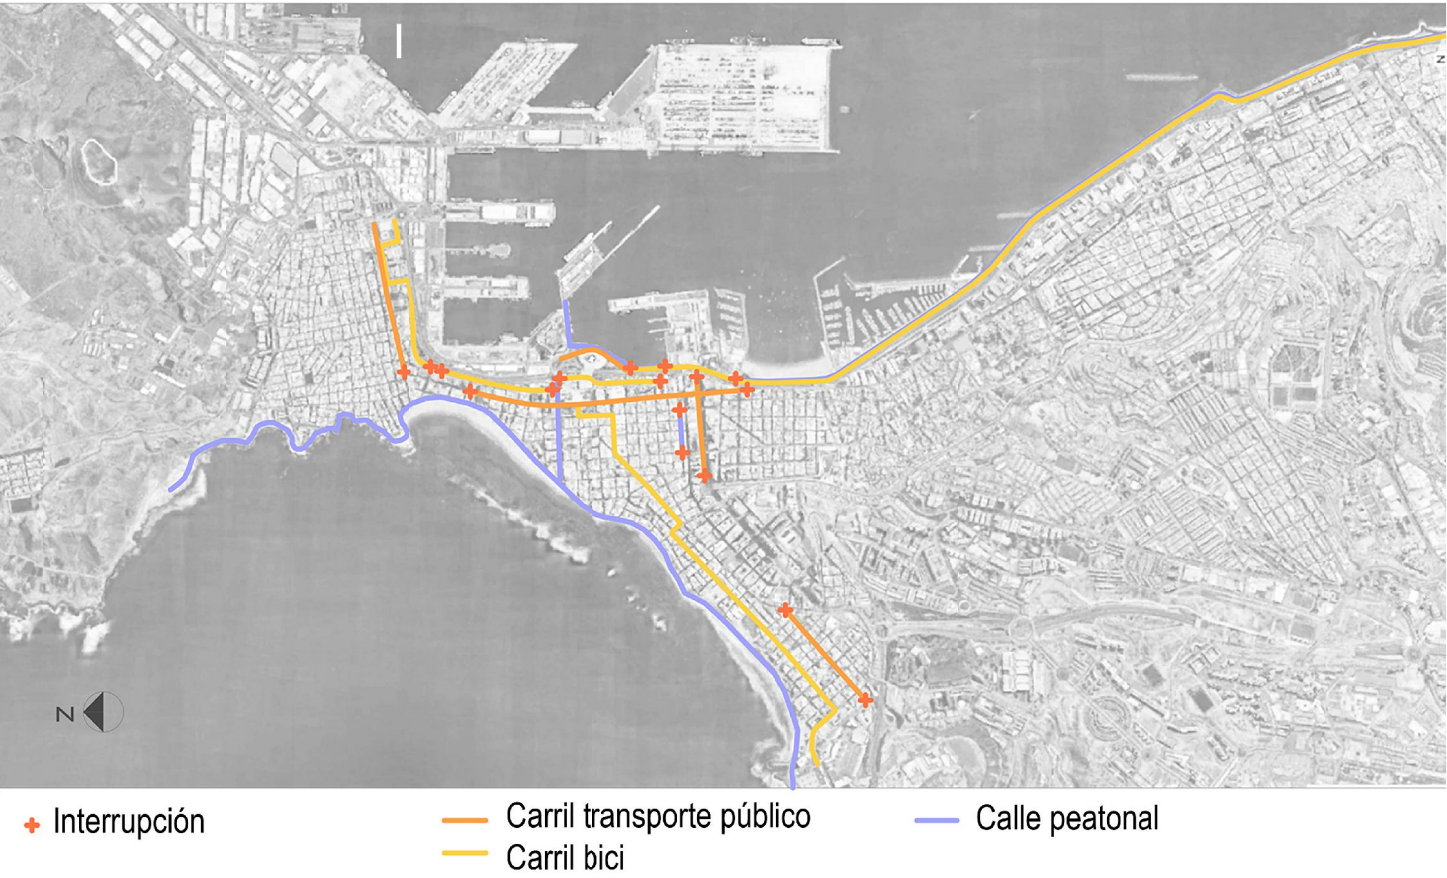 N
N
Interrupción
Carril transporte público
Calle peatonal
Carril bici